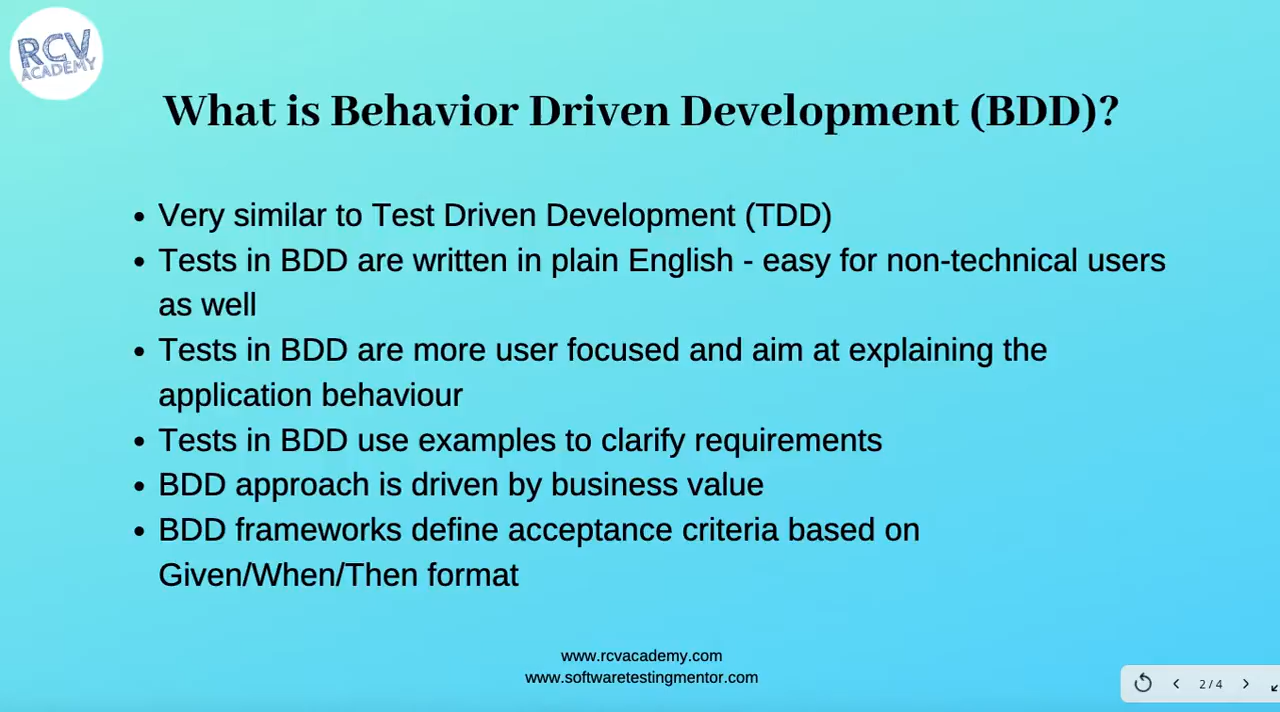 RCV
ACADEMY
What is Behavior Driven Development (BDD)?
• Very similar to Test Driven Development (TDD)
• Tests in BDD are written in plain English - easy for non-technical users
as well
• Tests in BDD are more user focused and aim at explaining the
application behaviour
• Tests in BDD use examples to clarify requirements
• BDD approach is driven by business value
• BDD frameworks define acceptance criteria based on
Given/When/Then format
www.rcvacademy.com
www.softwaretestingmentor.com
2/4